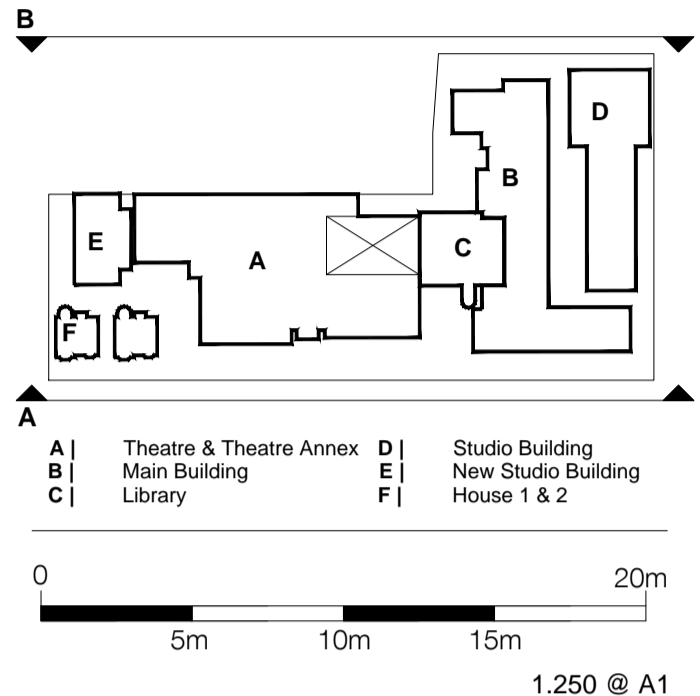 B
D
B
E
A
C
F
A
A | Theatre & Theatre Annex D | Studio Building
B | Main Building E | New Studio Building
C | Library F | House 1 & 2
0 20m
5m 10m 15m
1.250 @ A1